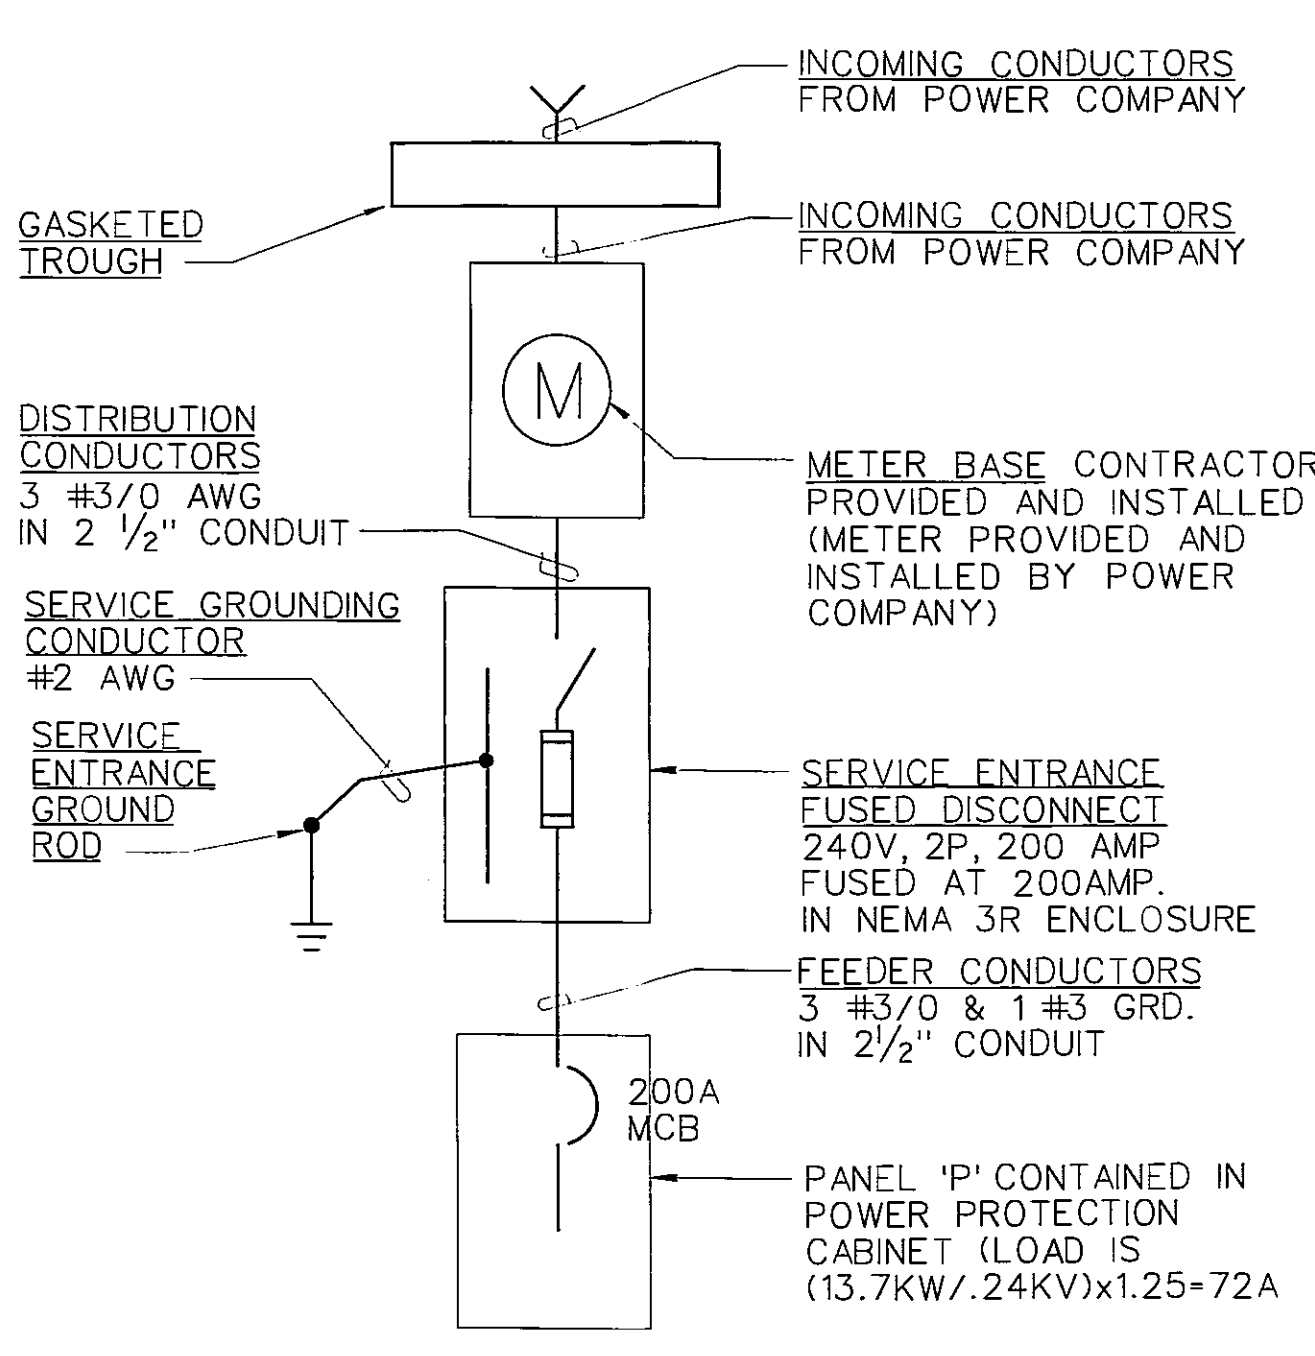 INCOMING CONDUCTORS
FROM POWER COMPANY
GASKETED
TROUGH
INCOMING CONDUCTORS
FROM POWER COMPANY
M
DISTRIBUTION
CONDUCTORS
3 #3/0 AWG
IN 2 1/2" CONDUIT
METER BASE CONTRACTOR
PROVIDED AND INSTALLED
(METER PROVIDED AND
INSTALLED BY POWER
COMPANY)
SERVICE GROUNDING
CONDUCTOR
#2 AWG
SERVICE
ENTRANCE
GROUND
ROD
SERVICE ENTRANCE
FUSED DISCONNECT
240V, 2P, 200 AMP
FUSED AT 200AMP.
IN NEMA 3R ENCLOSURE
FEEDER CONDUCTORS
3 #3/0 & 1 #3 GRD.
IN 2 1/2" CONDUIT
200A
MCB
PANEL 'P' CONTAINED IN
POWER PROTECTION
CABINET (LOAD IS
(13.7KW/.24KV)x1.25=72A